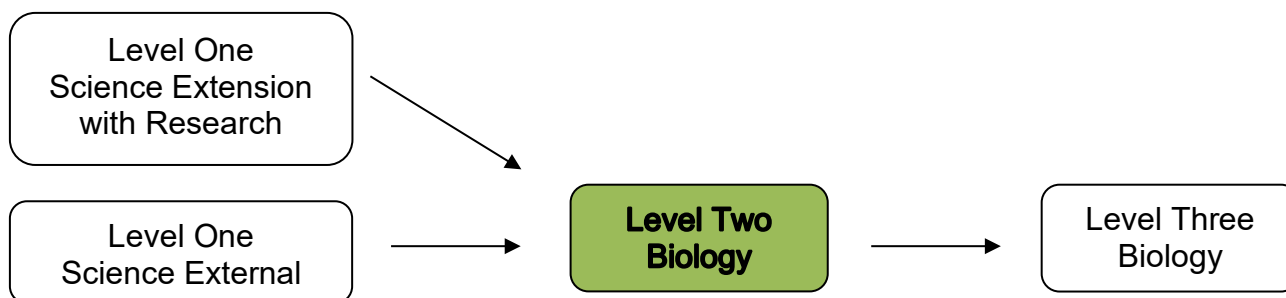 Level One
Science Extension
with Research
Level One
Science External
Level Two
Biology
Level Three
Biology